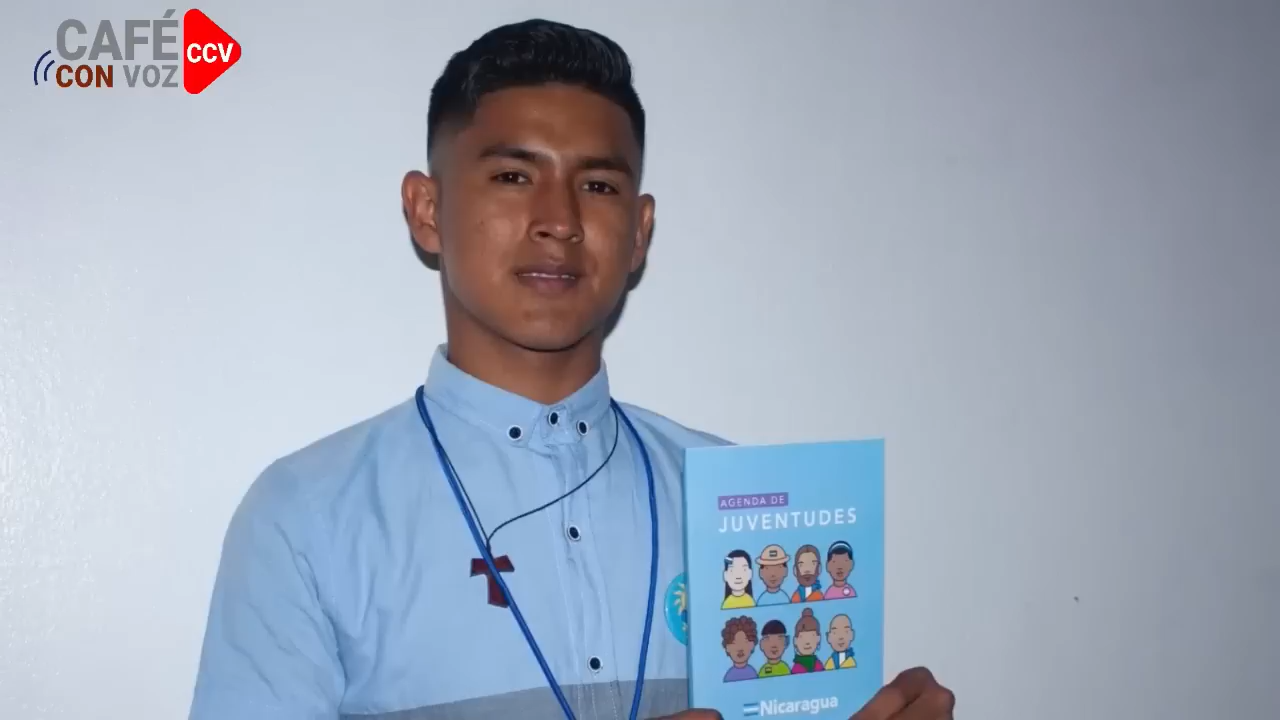 CAFÉ
CON VOZ
CCV
AGENDA DE
JUVENTUDES
Nicaragua